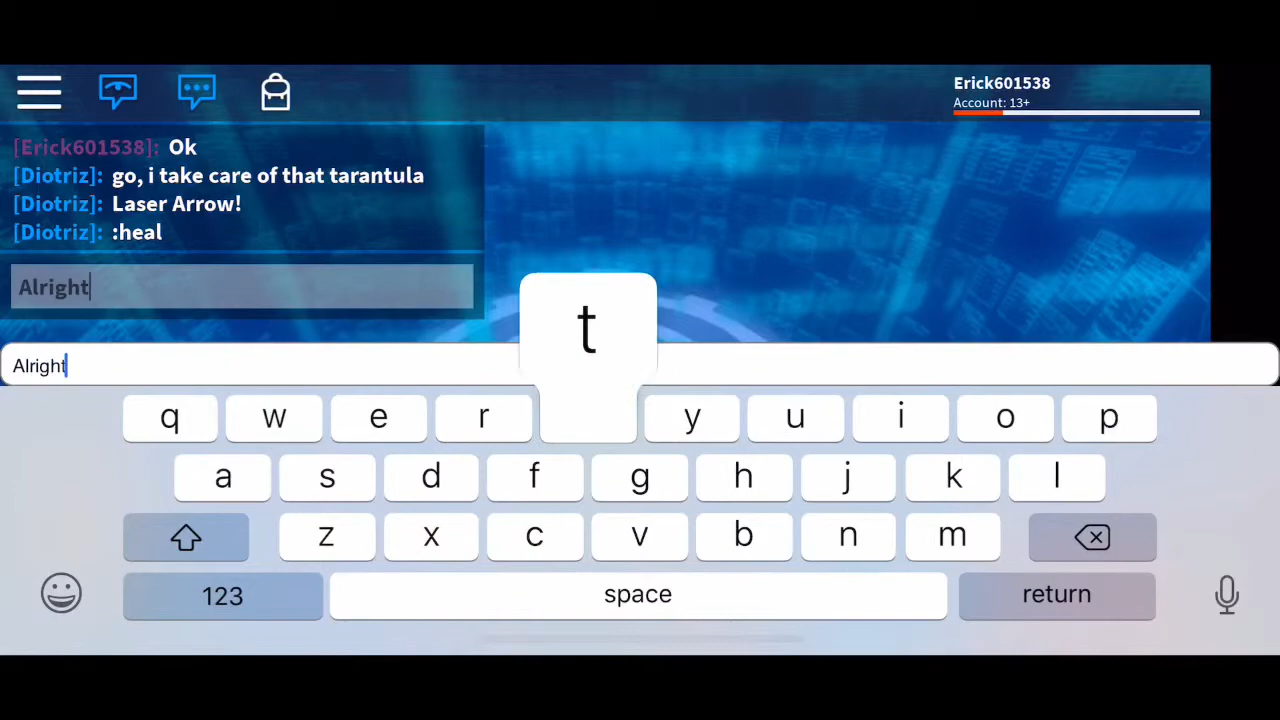 Erick601538
Account: 13+
[Erick601538]: Ok
[Diotriz]: go, i take care of that tarantula
[Diotriz]: Laser Arrow!
[Diotriz]: :heal
Alright
Alright
t
q w e r y u i o p
a s d f g h j k l
z x c v b n m
123 space return